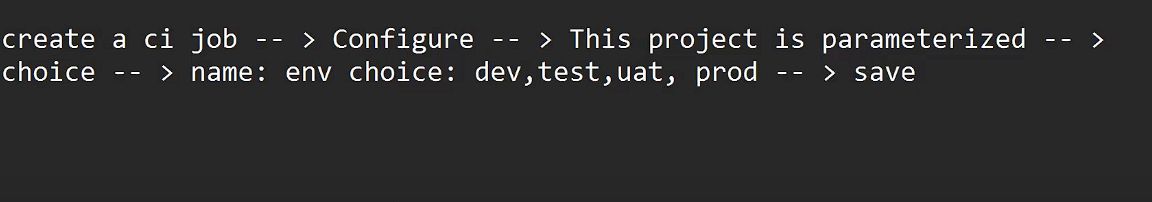 create a ci job -- > Configure -- > This project is parameterized -- >
choice -- > name: env choice: dev,test,uat, prod -- > save